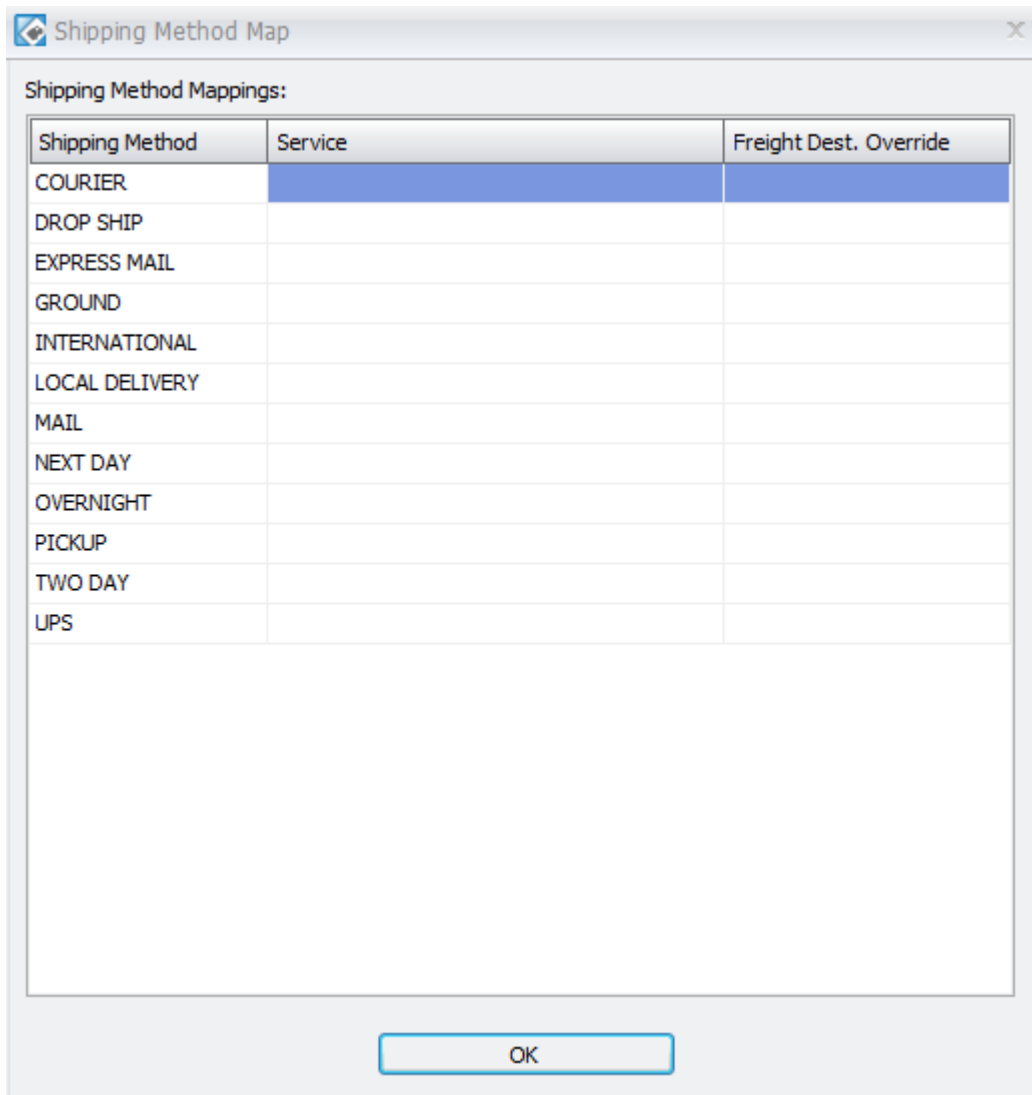 Shipping Method Map
Shipping Method Mappings:
Shipping Method Service Freight Dest. Override
COURIER
DROP SHIP
EXPRESS MAIL
GROUND
INTERNATIONAL
LOCAL DELIVERY
MAIL
NEXT DAY
OVERNIGHT
PICKUP
TWO DAY
UPS
OK